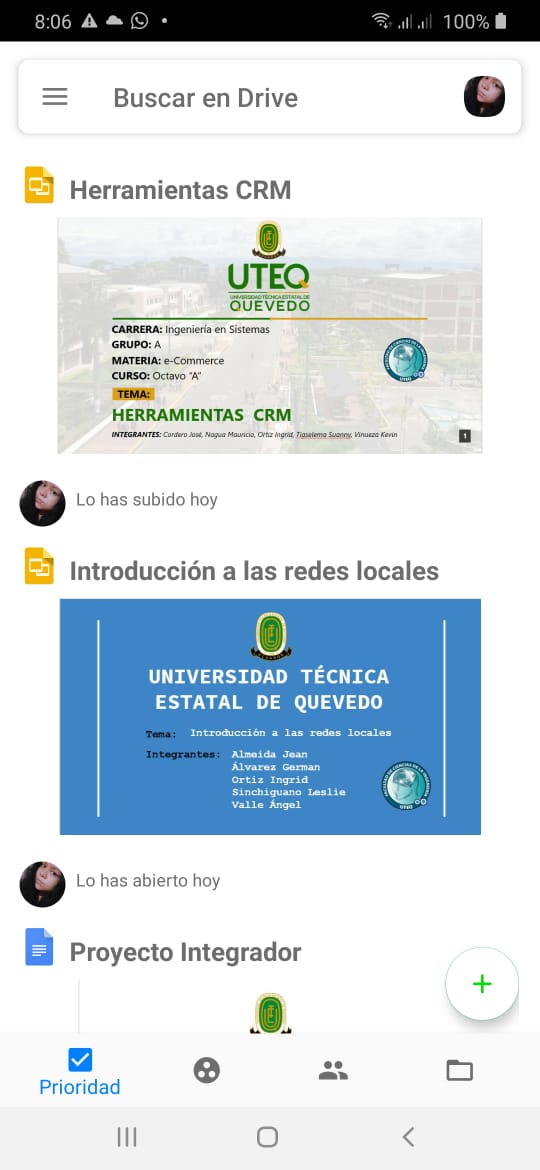 8:06
100%
Buscar en Drive
Herramientas CRM
UTEQ
UNIVERSIDAD TÉCNICA ESTATAL DE
QUEVEDO
CARRERA: Ingeniería en Sistemas
GRUPO: A
MATERIA: e-Commerce
CURSO: Octavo "A"
TEMA:
HERRAMIENTAS CRM
INTEGRANTES: Cordero José, Nagua Mauricio, Ortiz Ingrid, Tiaselema Suanny, Vinueza Kevin
1
Lo has subido hoy
Introducción a las redes locales
UNIVERSIDAD TÉCNICA
ESTATAL DE QUEVEDO
Tema: Introducción a las redes locales
Integrantes: Almeida Jean
Álvarez German
Ortiz Ingrid
Sinchiguano Leslie
Valle Ángel
Lo has abierto hoy
Proyecto Integrador
Prioridad